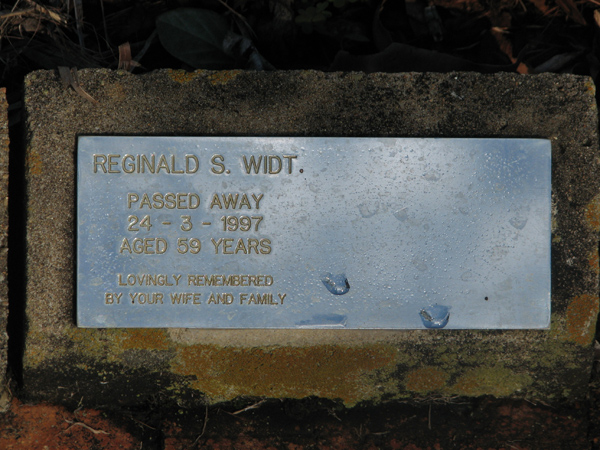 REGINALD S. WIDT.
PASSED AWAY
24 - 3 - 1997
AGED 59 YEARS
LOVINGLY REMEMBERED
BY YOUR WIFE AND FAMILY